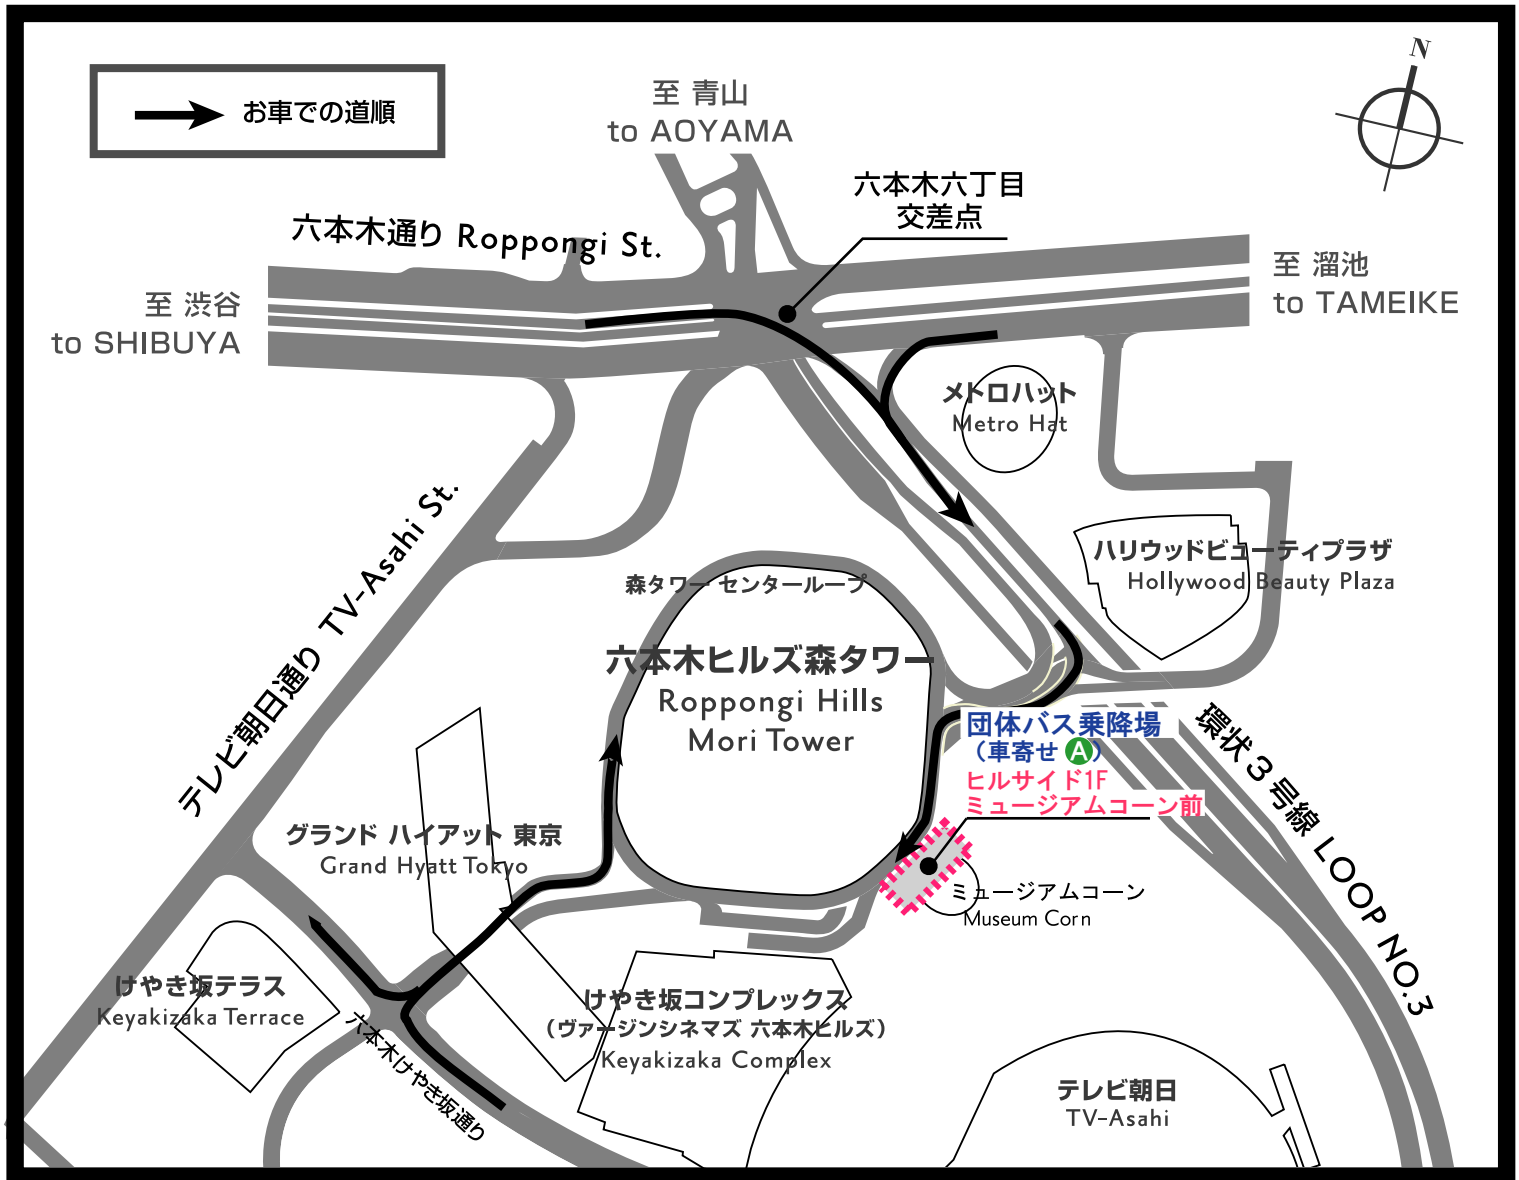 N
お車での道順
至 青山
to AOYAMA
六本木六丁目
交差点
六本木通り Roppongi St.
至 渋谷
to SHIBUYA
至 溜池
to TAMEIKE
メトロハット
Metro Hat
テレビ朝日通り TV-Asahi St.
ハリウッドビューティプラザ
Hollywood Beauty Plaza
森タワー センターループ
六本木ヒルズ森タワー
Roppongi Hills
Mori Tower
団体バス乗降場
（車寄せ A）
ヒルサイド1F
ミュージアムコーン前
環状3号線 LOOP NO.3
グランド ハイアット 東京
Grand Hyatt Tokyo
ミュージアムコーン
Museum Corn
けやき坂テラス
Keyakizaka Terrace
六本木けやき坂通り
けやき坂コンプレックス
（ヴァージンシネマズ 六本木ヒルズ）
Keyakizaka Complex
テレビ朝日
TV-Asahi